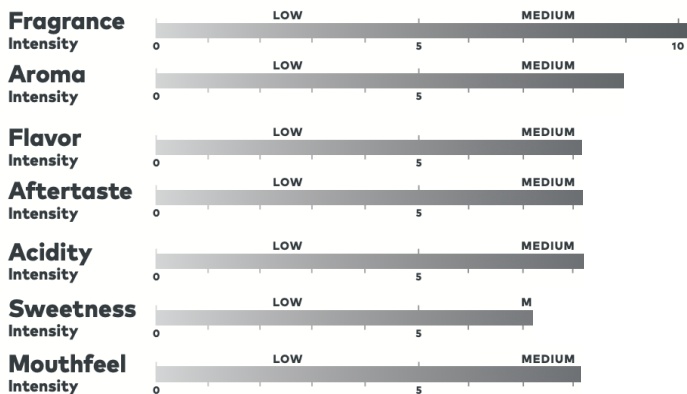 LOW MEDIUM
Fragrance
Intensity 0 5 10
LOW MEDIUM
Aroma
Intensity 0 5
LOW MEDIUM
Flavor
Intensity 0 5
LOW MEDIUM
Aftertaste
Intensity 0 5
LOW MEDIUM
Acidity
Intensity 0 5
LOW M
Sweetness
Intensity 0 5
LOW MEDIUM
Mouthfeel
Intensity 0 5